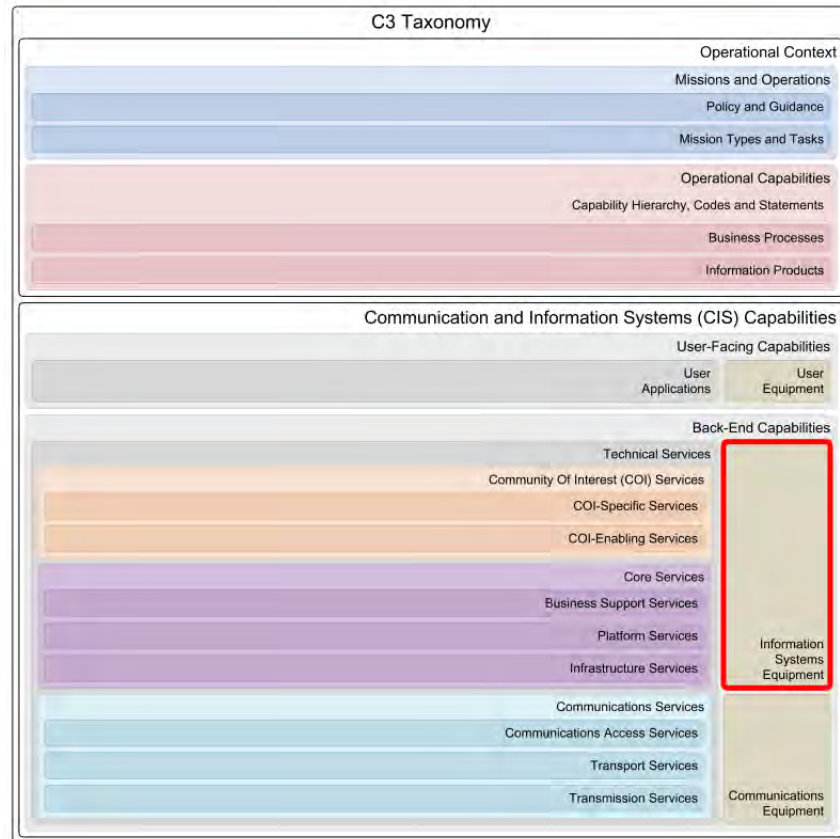 C3 Taxonomy
Operational Context
Missions and Operations
Policy and Guidance
Mission Types and Tasks
Operational Capabilities
Capability Hierarchy, Codes and Statements
Business Processes
Information Products
Communication and Information Systems (CIS) Capabilities
User-Facing Capabilities
User
Applications
User
Equipment
Back-End Capabilities
Technical Services
Community Of Interest (COI) Services
COI-Specific Services
COI-Enabling Services
Core Services
Business Support Services
Platform Services
Infrastructure Services
Information
Systems
Equipment
Communications Services
Communications Access Services
Transport Services
Transmission Services
Communications
Equipment